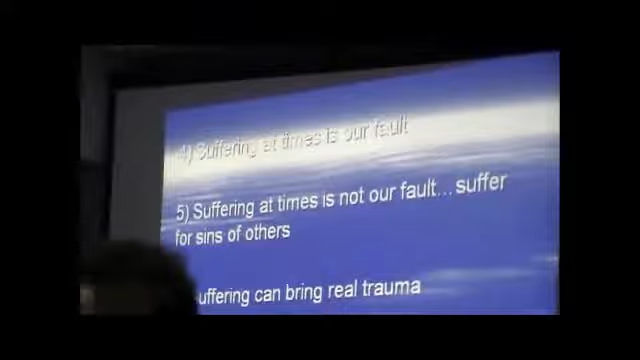 4) Suffering at times is our fault
5) Suffering at times is not our fault...suffer
for sins of others
uffering can bring real trauma